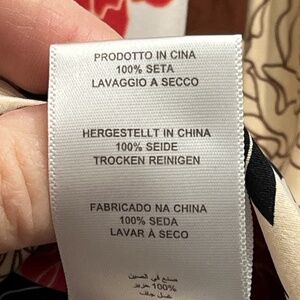 PRODOTTO IN CINA
100% SETA
LAVAGGIO A SECCO
HERGESTELLT IN CHINA
100% SEIDE
TROCKEN REINIGEN
FABRICADO NA CHINA
100% SEDA
LAVAR À SECO
صنع في الصين
100% حرير
غسل جاف